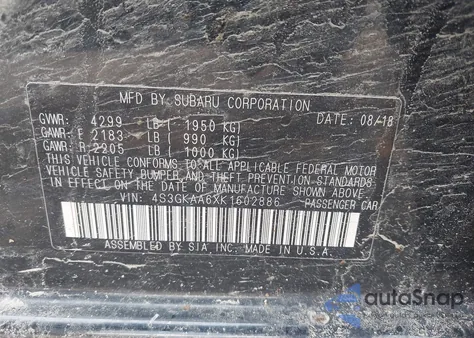 MFD BY SUBARU CORPORATION
GVWR: 4299 LB ( 1950 KG) DATE: 08/18
GAWR: F 2183 LB ( 990 KG)
GAWR: R 2205 LB ( 1000 KG)
THIS VEHICLE CONFORMS TO ALL APPLICABLE FEDERAL MOTOR
VEHICLE SAFETY, BUMPER AND THEFT PREVENTION STANDARDS
IN EFFECT ON THE DATE OF MANUFACTURE SHOWN ABOVE
VIN: 4S3GKAA6XK1602886 PASSENGER CAR
ASSEMBLED BY SIA INC. MADE IN U.S.A.
autoSnap